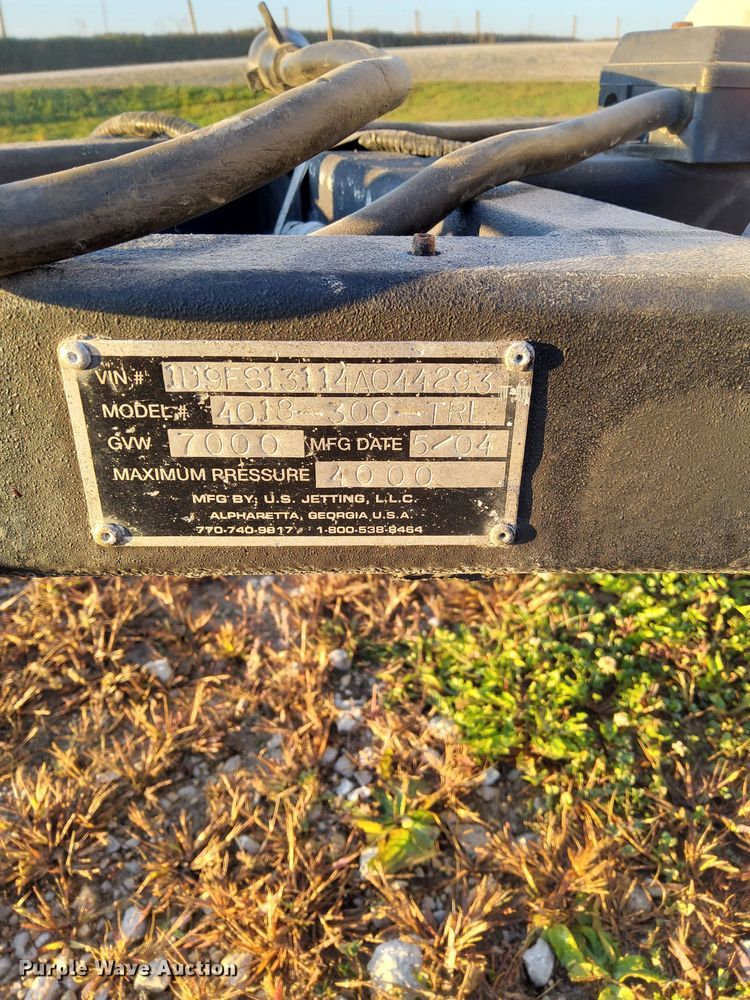 VIN # 1U9FS13114A044293
MODEL # 4018-300-TRL
GVW 7000 MFG DATE 5/04
MAXIMUM PRESSURE 4000
MFG BY, U.S. JETTING, L.L.C.
ALPHARETTA, GEORGIA U.S.A.
770-740-9817 1-800-538-8464
Purple Wave Auction